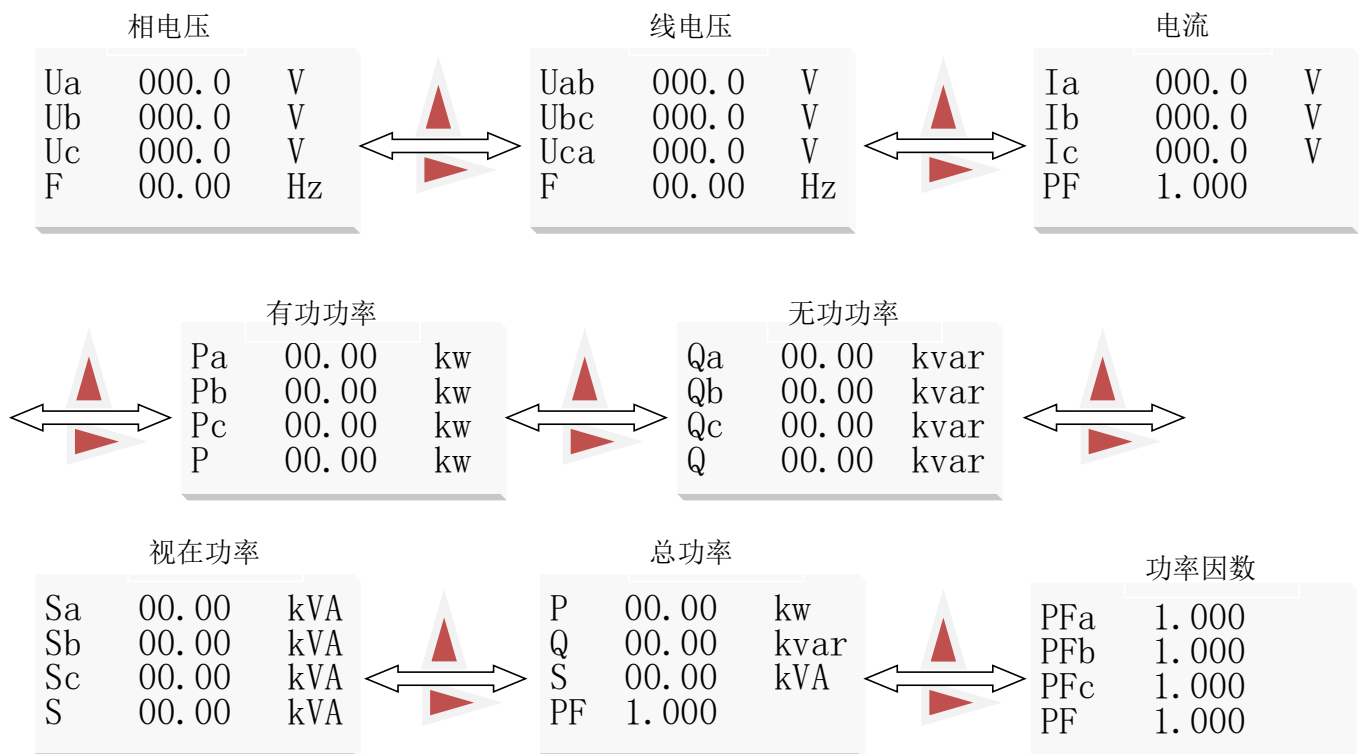 相电压
Ua 000.0 V
Ub 000.0 V
Uc 000.0 V
F 00.00 Hz
线电压
Uab 000.0 V
Ubc 000.0 V
Uca 000.0 V
F 00.00 Hz
电流
Ia 000.0 V
Ib 000.0 V
Ic 000.0 V
PF 1.000
有功功率
Pa 00.00 kw
Pb 00.00 kw
Pc 00.00 kw
P 00.00 kw
无功功率
Qa 00.00 kvar
Qb 00.00 kvar
Qc 00.00 kvar
Q 00.00 kvar
视在功率
Sa 00.00 kVA
Sb 00.00 kVA
Sc 00.00 kVA
S 00.00 kVA
总功率
P 00.00 kw
Q 00.00 kvar
S 00.00 kVA
PF 1.000
功率因数
PFa 1.000
PFb 1.000
PFc 1.000
PF 1.000